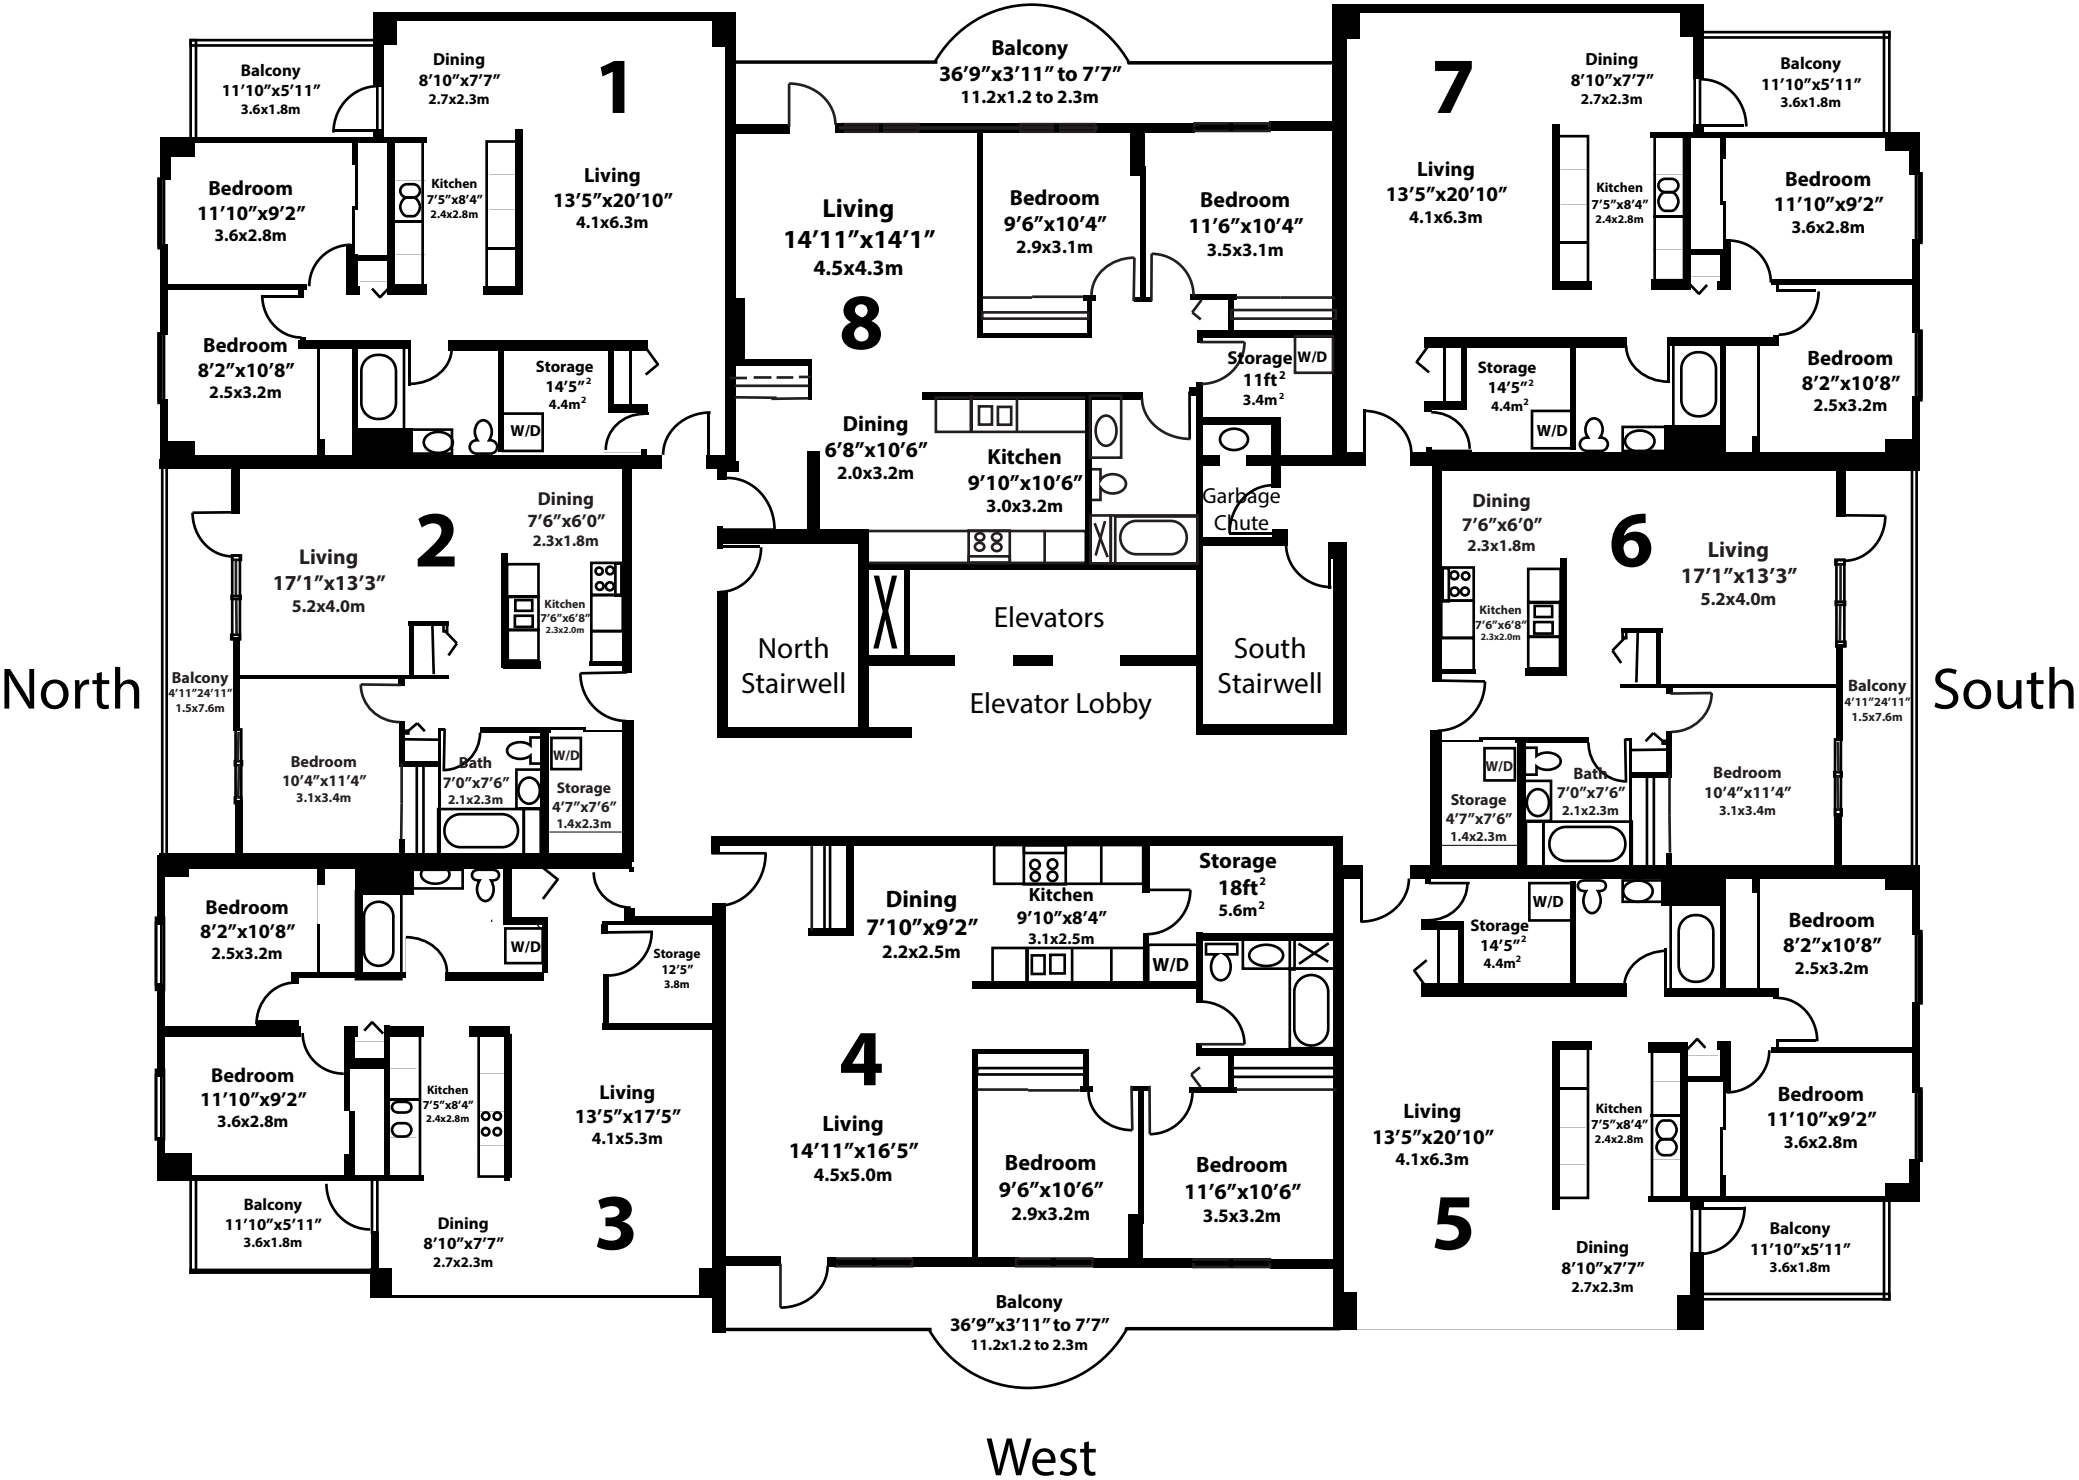 1
Balcony
11'10"x5'11"
3.6x1.8m
Dining
8'10"x7'7"
2.7x2.3m
Bedroom
11'10"x9'2"
3.6x2.8m
Kitchen
7'5"x8'4"
2.4x2.8m
Living
13'5"x20'10"
4.1x6.3m
Bedroom
8'2"x10'8"
2.5x3.2m
Storage
14'5"²
4.4m²
W/D
Balcony
36'9"x3'11" to 7'7"
11.2x1.2 to 2.3m
Living
14'11"x14'1"
4.5x4.3m
8
Bedroom
9'6"x10'4"
2.9x3.1m
Bedroom
11'6"x10'4"
3.5x3.1m
Storage
11ft²
3.4m²
W/D
Dining
6'8"x10'6"
2.0x3.2m
Kitchen
9'10"x10'6"
3.0x3.2m
Garbage
Chute
7
Dining
8'10"x7'7"
2.7x2.3m
Balcony
11'10"x5'11"
3.6x1.8m
Living
13'5"x20'10"
4.1x6.3m
Kitchen
7'5"x8'4"
2.4x2.8m
Bedroom
11'10"x9'2"
3.6x2.8m
Storage
14'5"²
4.4m²
W/D
Bedroom
8'2"x10'8"
2.5x3.2m
North
2
Dining
7'6"x6'0"
2.3x1.8m
Living
17'1"x13'3"
5.2x4.0m
Kitchen
7'6"x6'8"
2.3x2.0m
Balcony
4'11"24'11"
1.5x7.6m
Bedroom
10'4"x11'4"
3.1x3.4m
Bath
7'0"x7'6"
2.1x2.3m
W/D
Storage
4'7"x7'6"
1.4x2.3m
North
Stairwell
Elevators
Elevator Lobby
South
Stairwell
6
Dining
7'6"x6'0"
2.3x1.8m
Living
17'1"x13'3"
5.2x4.0m
Kitchen
7'6"x6'8"
2.3x2.0m
Balcony
4'11"24'11"
1.5x7.6m
South
W/D
Storage
4'7"x7'6"
1.4x2.3m
Bath
7'0"x7'6"
2.1x2.3m
Bedroom
10'4"x11'4"
3.1x3.4m
Bedroom
8'2"x10'8"
2.5x3.2m
W/D
Storage
12'5"
3.8m
Bedroom
11'10"x9'2"
3.6x2.8m
Kitchen
7'5"x8'4"
2.4x2.8m
Living
13'5"x17'5"
4.1x5.3m
3
Balcony
11'10"x5'11"
3.6x1.8m
Dining
8'10"x7'7"
2.7x2.3m
Dining
7'10"x9'2"
2.2x2.5m
Kitchen
9'10"x8'4"
3.1x2.5m
Storage
18ft²
5.6m²
W/D
4
Living
14'11"x16'5"
4.5x5.0m
Bedroom
9'6"x10'6"
2.9x3.2m
Bedroom
11'6"x10'6"
3.5x3.2m
Balcony
36'9"x3'11" to 7'7"
11.2x1.2 to 2.3m
W/D
Storage
14'5"²
4.4m²
Bedroom
8'2"x10'8"
2.5x3.2m
Living
13'5"x20'10"
4.1x6.3m
Kitchen
7'5"x8'4"
2.4x2.8m
Bedroom
11'10"x9'2"
3.6x2.8m
5
Dining
8'10"x7'7"
2.7x2.3m
Balcony
11'10"x5'11"
3.6x1.8m
West